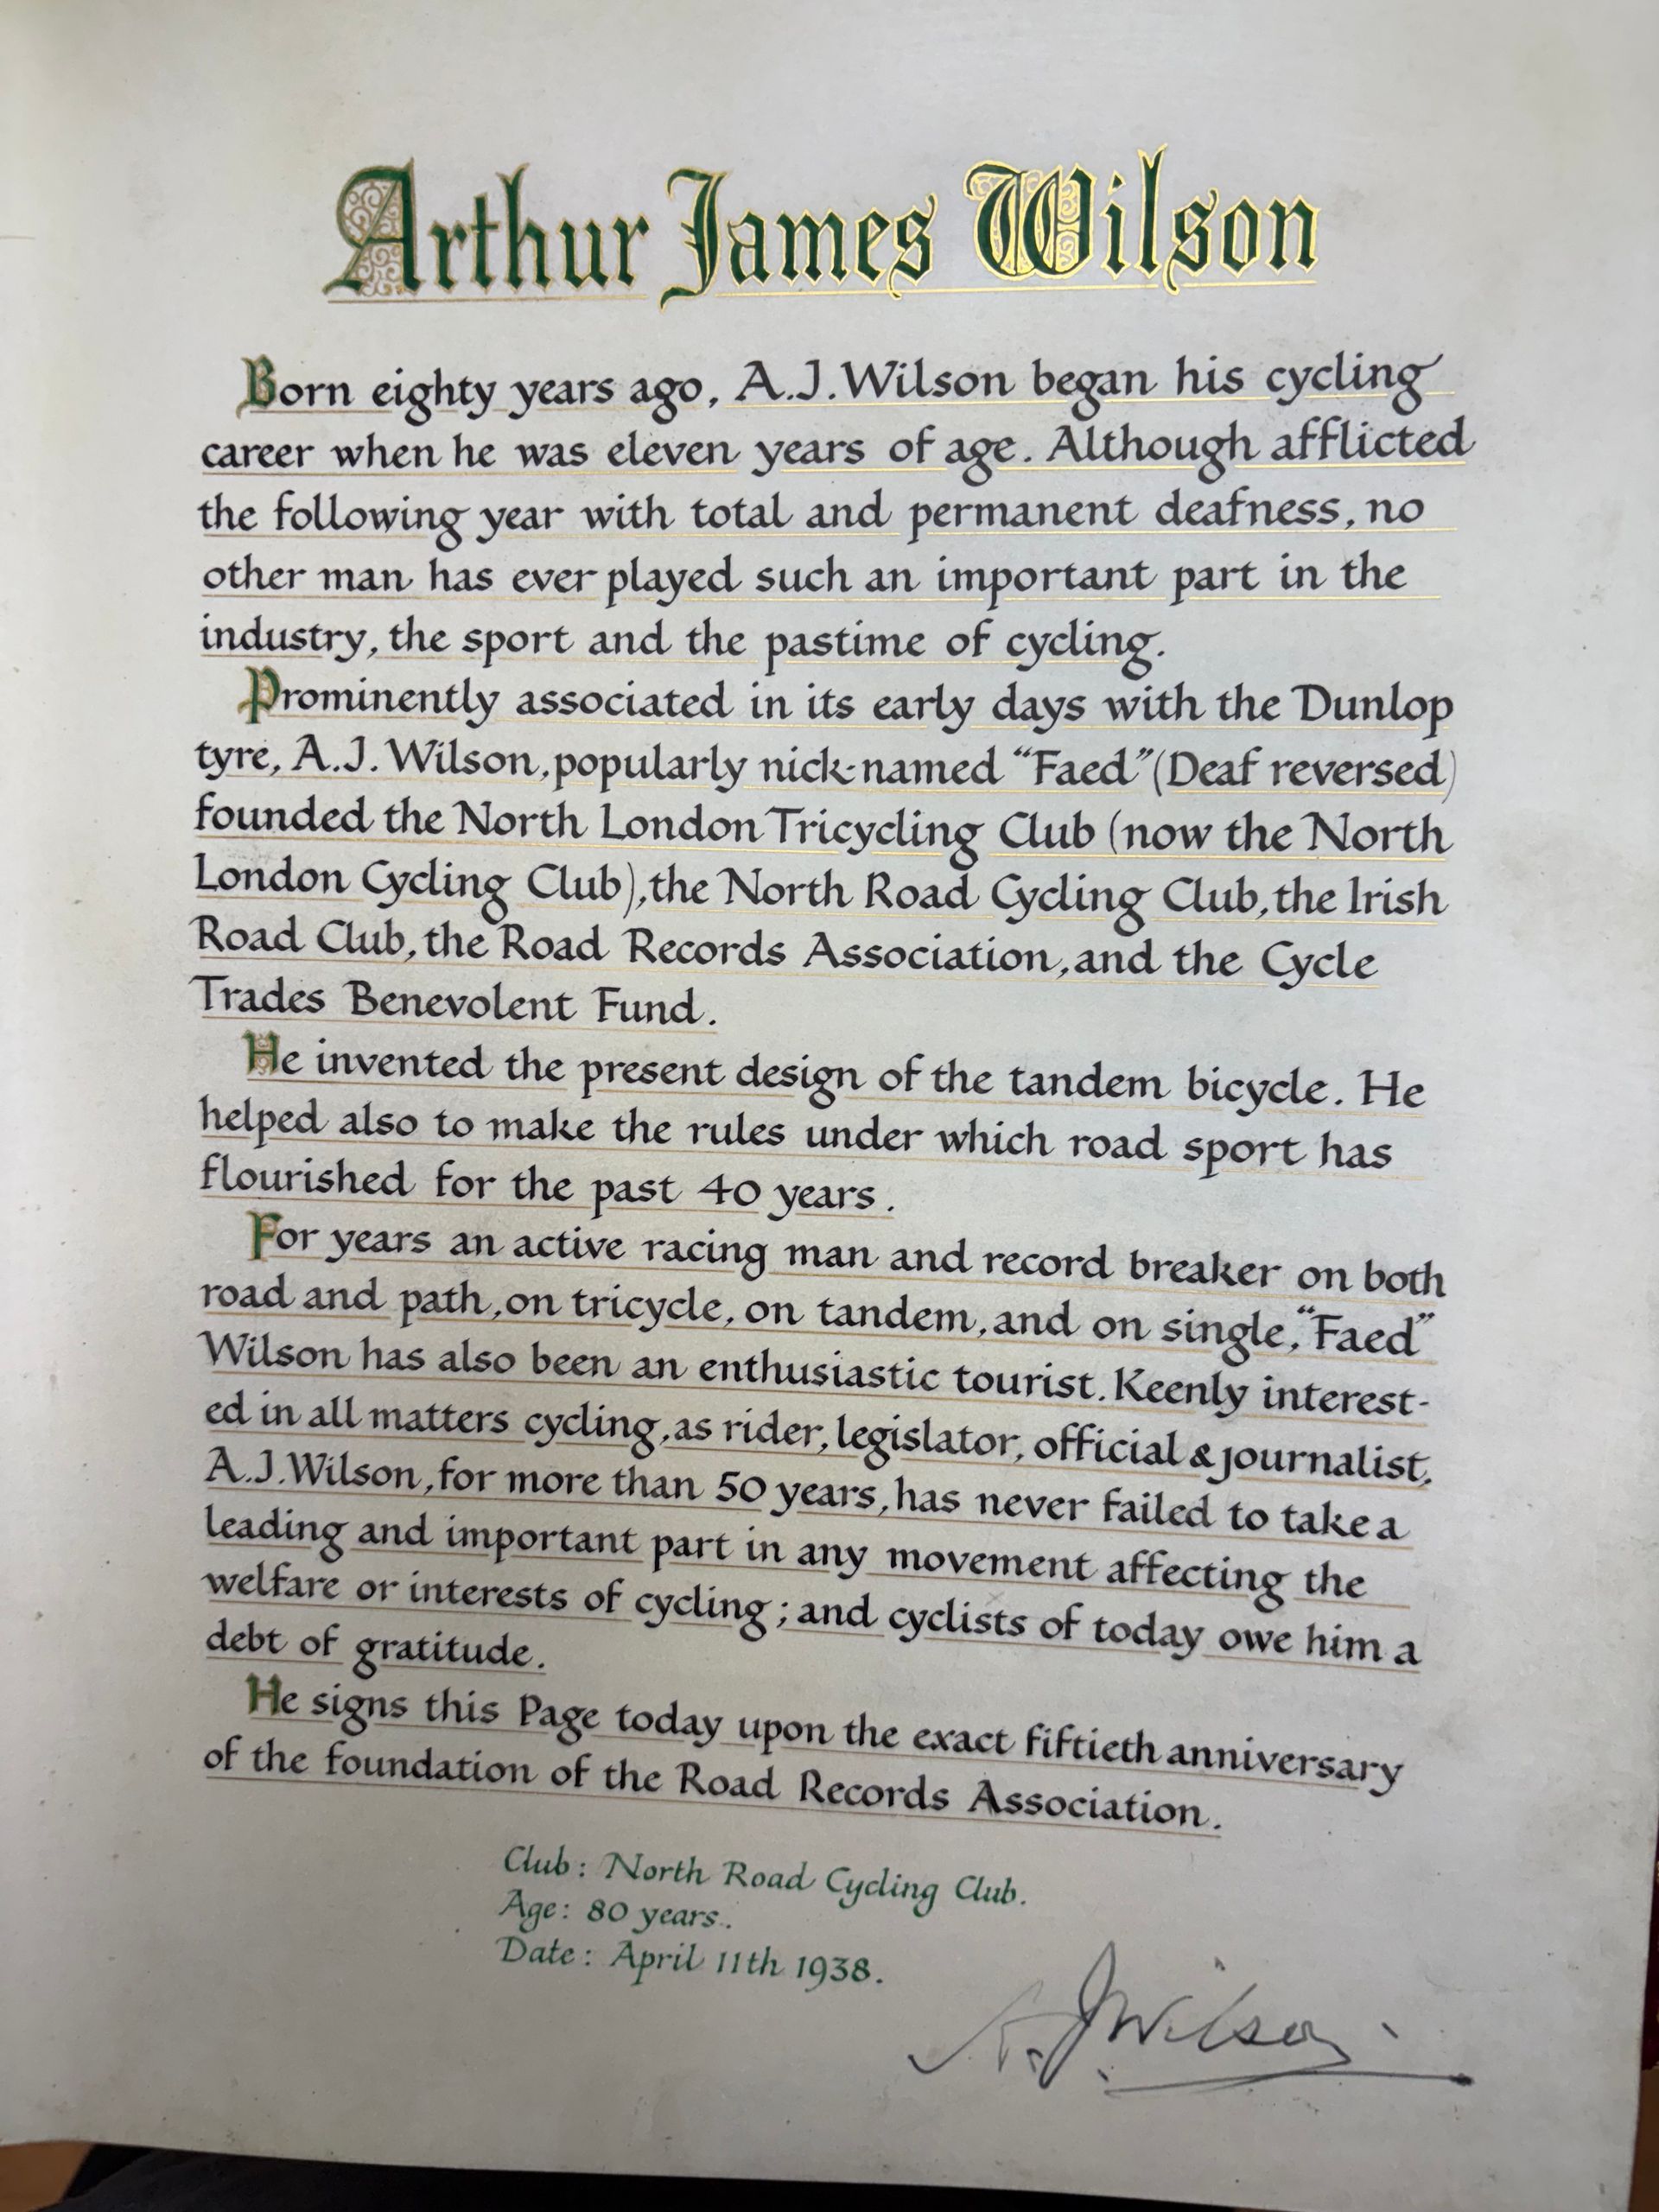 Arthur James Wilson
Born eighty years ago, A.J. Wilson began his cycling
career when he was eleven years of age. Although afflicted
the following year with total and permanent deafness, no
other man has ever played such an important part in the
industry, the sport and the pastime of cycling.
Prominently associated in its early days with the Dunlop
tyre, A.J. Wilson, popularly nick-named "Faed" (Deaf reversed)
founded the North London Tricycling Club (now the North
London Cycling Club), the North Road Cycling Club, the Irish
Road Club, the Road Records Association, and the Cycle
Trades Benevolent Fund.
He invented the present design of the tandem bicycle. He
helped also to make the rules under which road sport has
flourished for the past 40 years.
For years an active racing man and record breaker on both
road and path, on tricycle, on tandem, and on single, "Faed"
Wilson has also been an enthusiastic tourist. Keenly interest-
ed in all matters cycling, as rider, legislator, official & journalist,
A.J. Wilson, for more than 50 years, has never failed to take a
leading and important part in any movement affecting the
welfare or interests of cycling; and cyclists of today owe him a
debt of gratitude.
He signs this Page today upon the exact fiftieth anniversary
of the foundation of the Road Records Association.
Club: North Road Cycling Club.
Age: 80 years.
Date: April 11th 1938.
A. J. Wilson